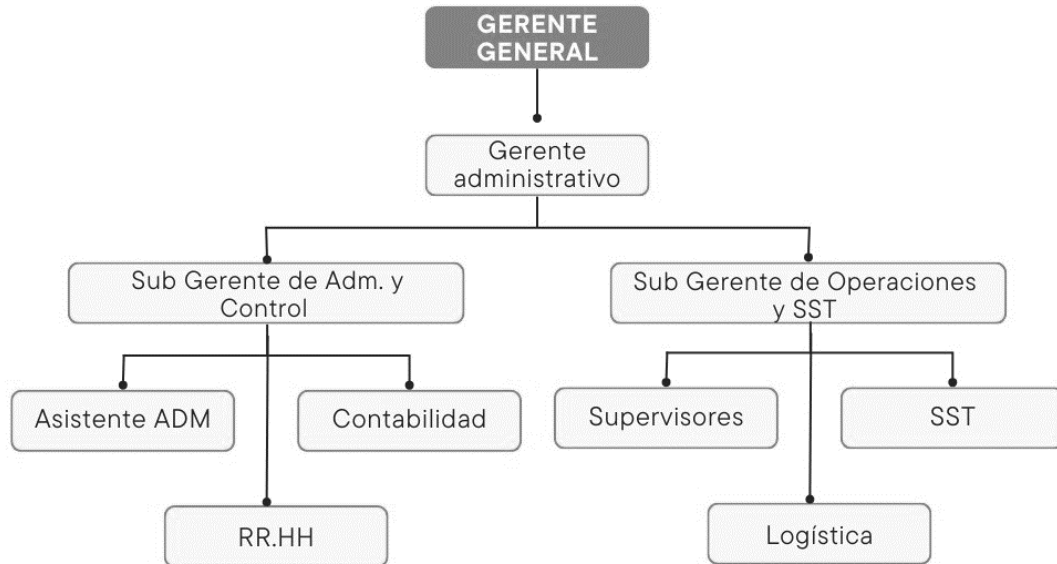 GERENTE
GENERAL
Gerente
administrativo
Sub Gerente de Adm. y
Control
Sub Gerente de Operaciones
y SST
Asistente ADM
Contabilidad
Supervisores
SST
RR.HH
Logística